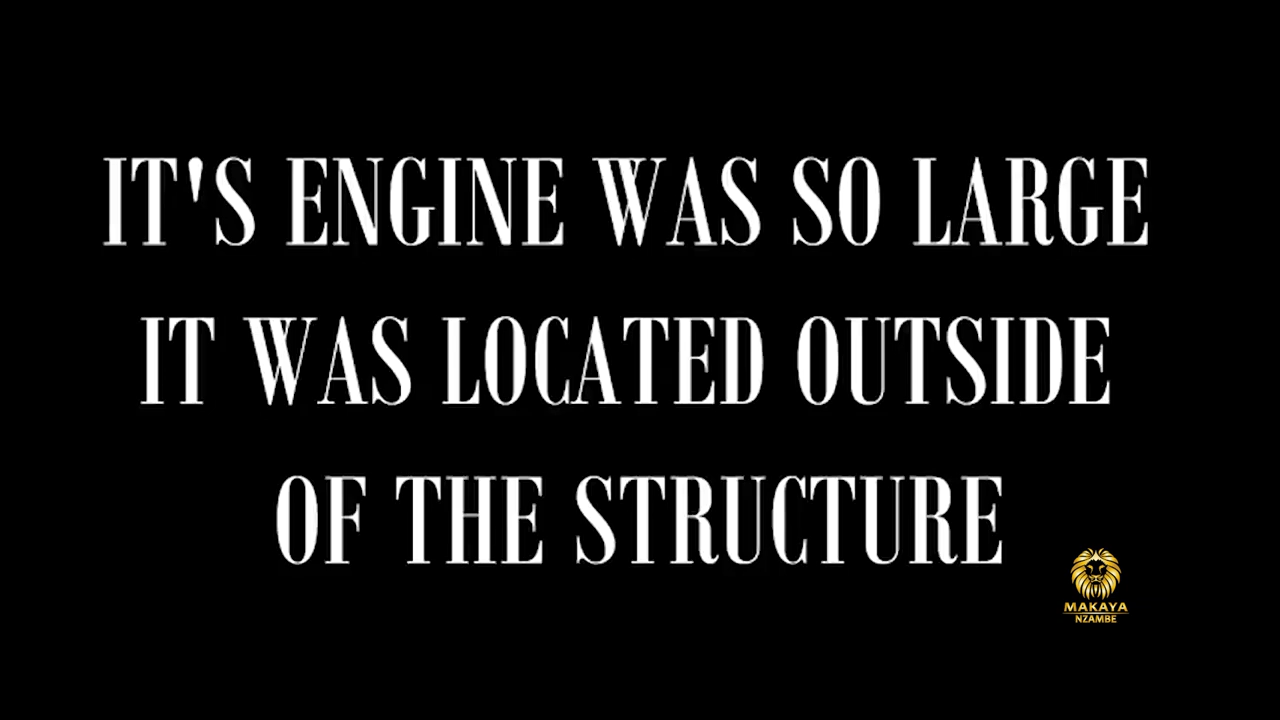 IT'S ENGINE WAS SO LARGE
IT WAS LOCATED OUTSIDE
OF THE STRUCTURE
MAKAYA
NZAMBE